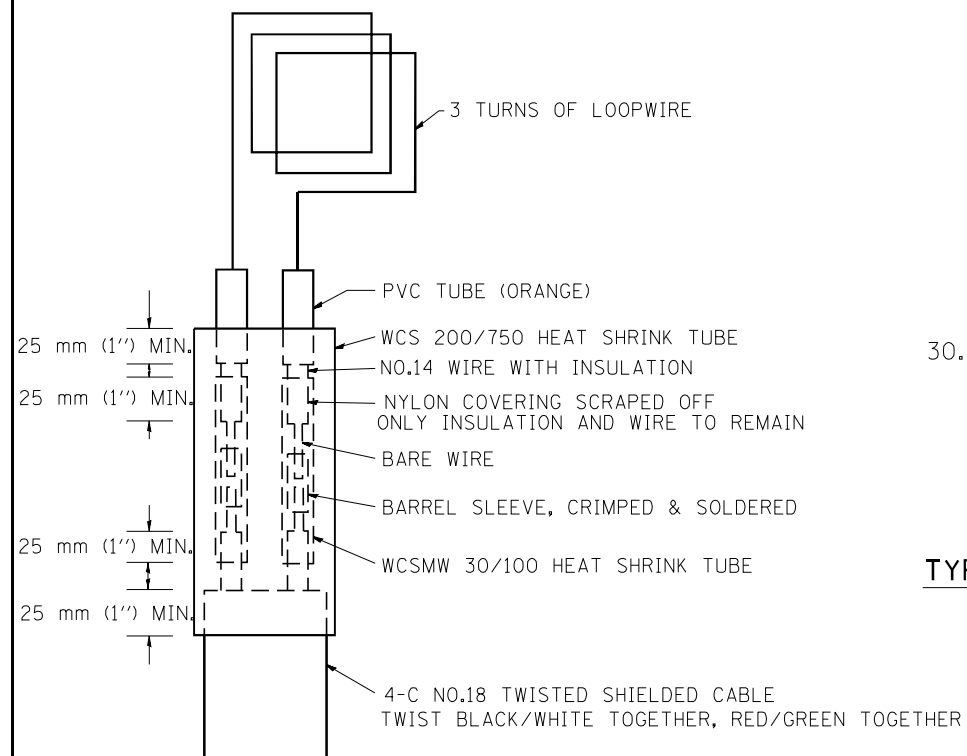 3 TURNS OF LOOPWIRE
PVC TUBE (ORANGE)
WCS 200/750 HEAT SHRINK TUBE
25 mm (1'') MIN.
30.
NO.14 WIRE WITH INSULATION
25 mm (1'') MIN.
NYLON COVERING SCRAPED OFF
ONLY INSULATION AND WIRE TO REMAIN
BARE WIRE
BARREL SLEEVE, CRIMPED & SOLDERED
25 mm (1'') MIN.
WCSMW 30/100 HEAT SHRINK TUBE
TYP
25 mm (1'') MIN.
4-C NO.18 TWISTED SHIELDED CABLE
TWIST BLACK/WHITE TOGETHER, RED/GREEN TOGETHER